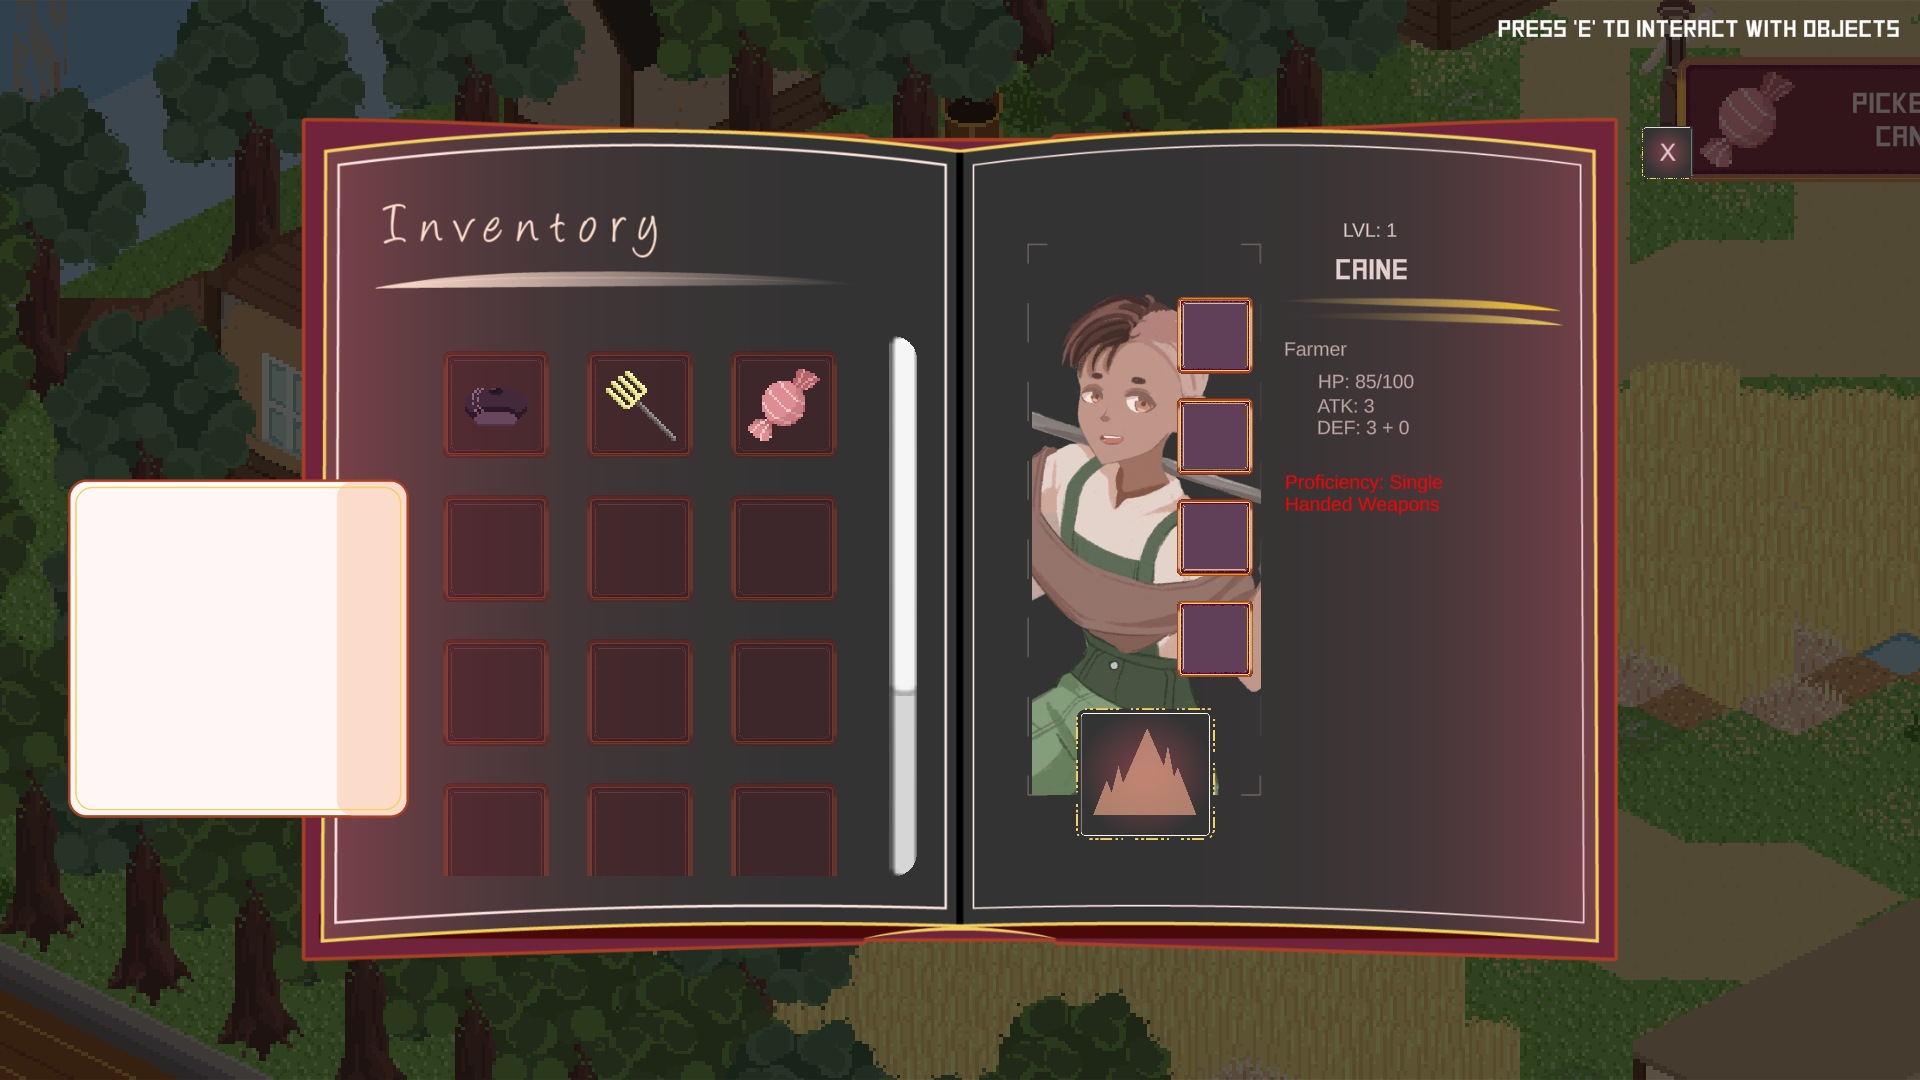 PRESS 'E' TO INTERACT WITH OBJECTS
X
Inventory
LVL: 1
CAINE
Farmer
HP: 85/100
ATK: 3
DEF: 3 + 0
Proficiency: Single
Handed Weapons